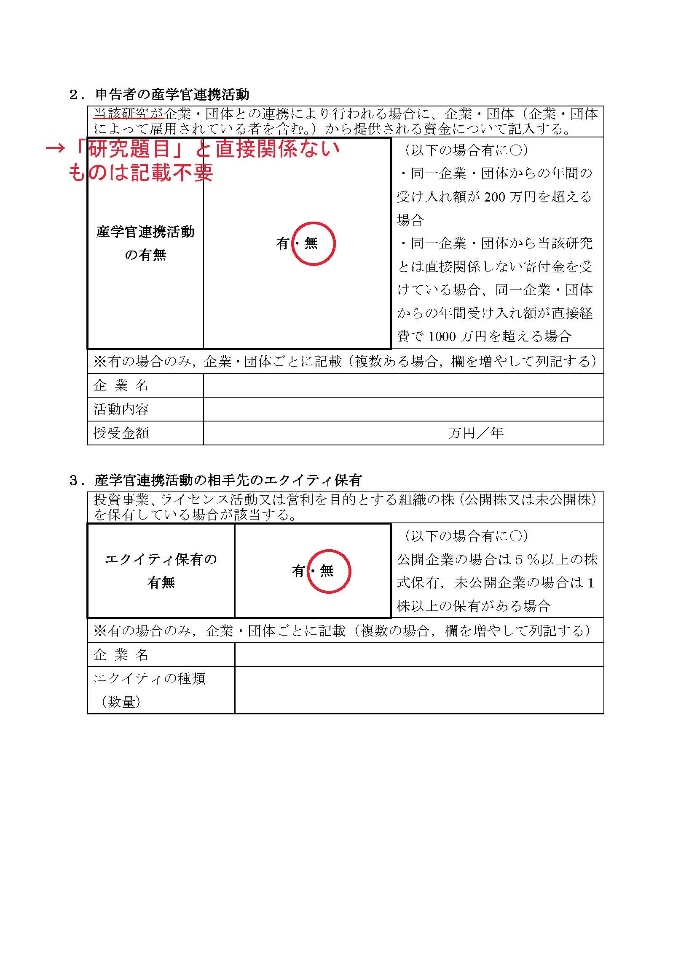 ２．申告者の産学官連携活動
当該研究が企業・団体との連携により行われる場合に、企業・団体（企業・団体
によって雇用されている者を含む。）から提供される資金について記入する。
→「研究題目」と直接関係ない
ものは記載不要
産学官連携活動
の有無
有・無
（以下の場合有に○）
・同一企業・団体からの年間の
受け入れ額が 200 万円を超える
場合
・同一企業・団体から当該研究
とは直接関係しない寄付金を受
けている場合、同一企業・団体
からの年間受け入れ額が直接経
費で 1000 万円を超える場合
※有の場合のみ，企業・団体ごとに記載（複数ある場合，欄を増やして列記する）
企 業 名
活動内容
授受金額
万円／年
３．産学官連携活動の相手先のエクイティ保有
投資事業、ライセンス活動又は営利を目的とする組織の株（公開株又は未公開株）
を保有している場合が該当する。
エクイティ保有の
有無
有・無
（以下の場合有に○）
公開企業の場合は５％以上の株
式保有，未公開企業の場合は１
株以上の保有がある場合
※有の場合のみ，企業・団体ごとに記載（複数の場合，欄を増やして列記する）
企 業 名
エクイティの種類
（数量）